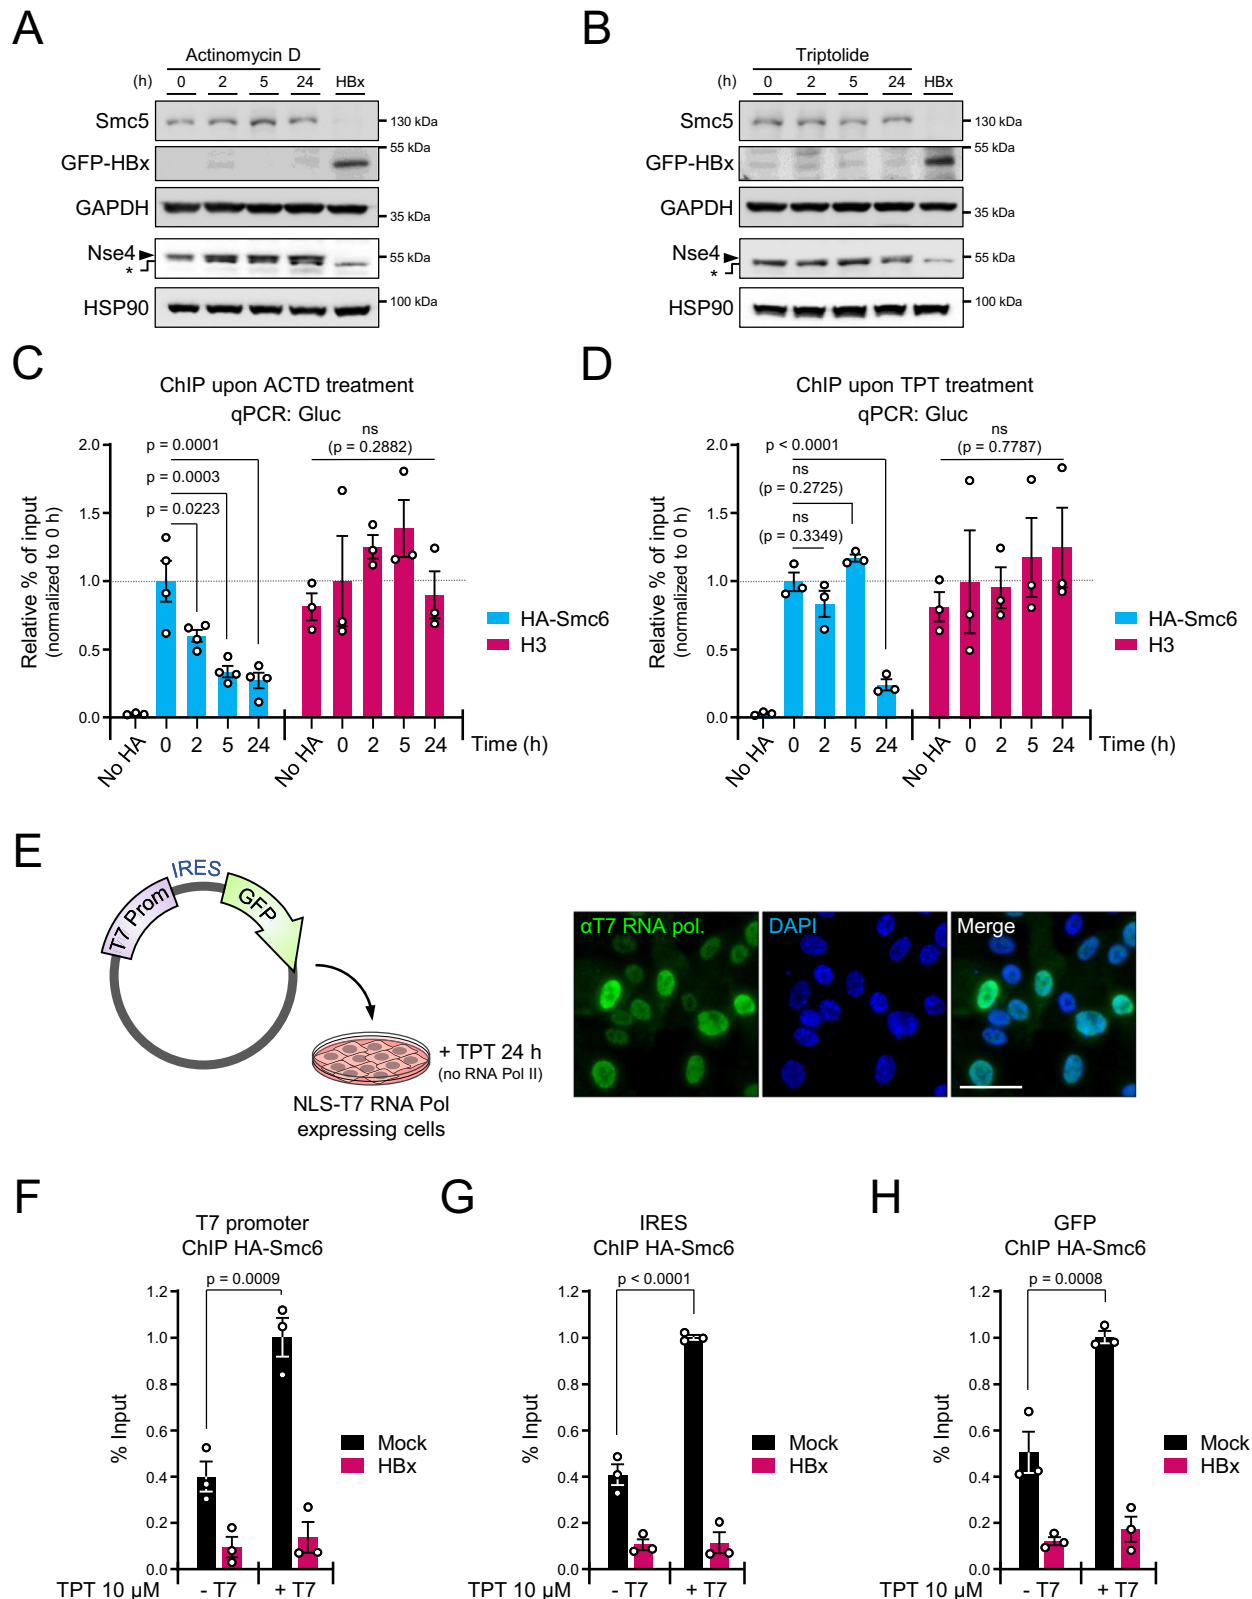 A
Actinomycin D
(h) 0 2 5 24 HBx
Smc5
130 kDa
55 kDa
GFP-HBx
GAPDH
35 kDa
Nse4
55 kDa
*
100 kDa
HSP90
B
Triptolide
(h) 0 2 5 24 HBx
Smc5
130 kDa
55 kDa
GFP-HBx
GAPDH
35 kDa
Nse4
55 kDa
*
100 kDa
HSP90
C
ChIP upon ACTD treatment
qPCR: Gluc
Relative % of input
(normalized to 0 h)
2.0
1.5
1.0
0.5
0.0
p = 0.0001
p = 0.0003
p = 0.0223
ns
(p = 0.2882)
HA-Smc6
H3
No HA 0 2 5 24 No HA 0 2 5 24 Time (h)
D
ChIP upon TPT treatment
qPCR: Gluc
Relative % of input
(normalized to 0 h)
2.0
1.5
1.0
0.5
0.0
p < 0.0001
ns
(p = 0.2725)
ns
(p = 0.3349)
ns
(p = 0.7787)
HA-Smc6
H3
No HA 0 2 5 24 No HA 0 2 5 24 Time (h)
E
T7 Prom
IRES
GFP
+ TPT 24 h
(no RNA Pol II)
NLS-T7 RNA Pol
expressing cells
αT7 RNA pol.
DAPI
Merge
F
T7 promoter
ChIP HA-Smc6
p = 0.0009
% Input
1.2
1.0
0.8
0.6
0.4
0.2
0.0
Mock
HBx
TPT 10 µM - T7 + T7
G
IRES
ChIP HA-Smc6
p < 0.0001
% Input
1.2
1.0
0.8
0.6
0.4
0.2
0.0
Mock
HBx
TPT 10 µM - T7 + T7
H
GFP
ChIP HA-Smc6
p = 0.0008
% Input
1.2
1.0
0.8
0.6
0.4
0.2
0.0
Mock
HBx
TPT 10 µM - T7 + T7